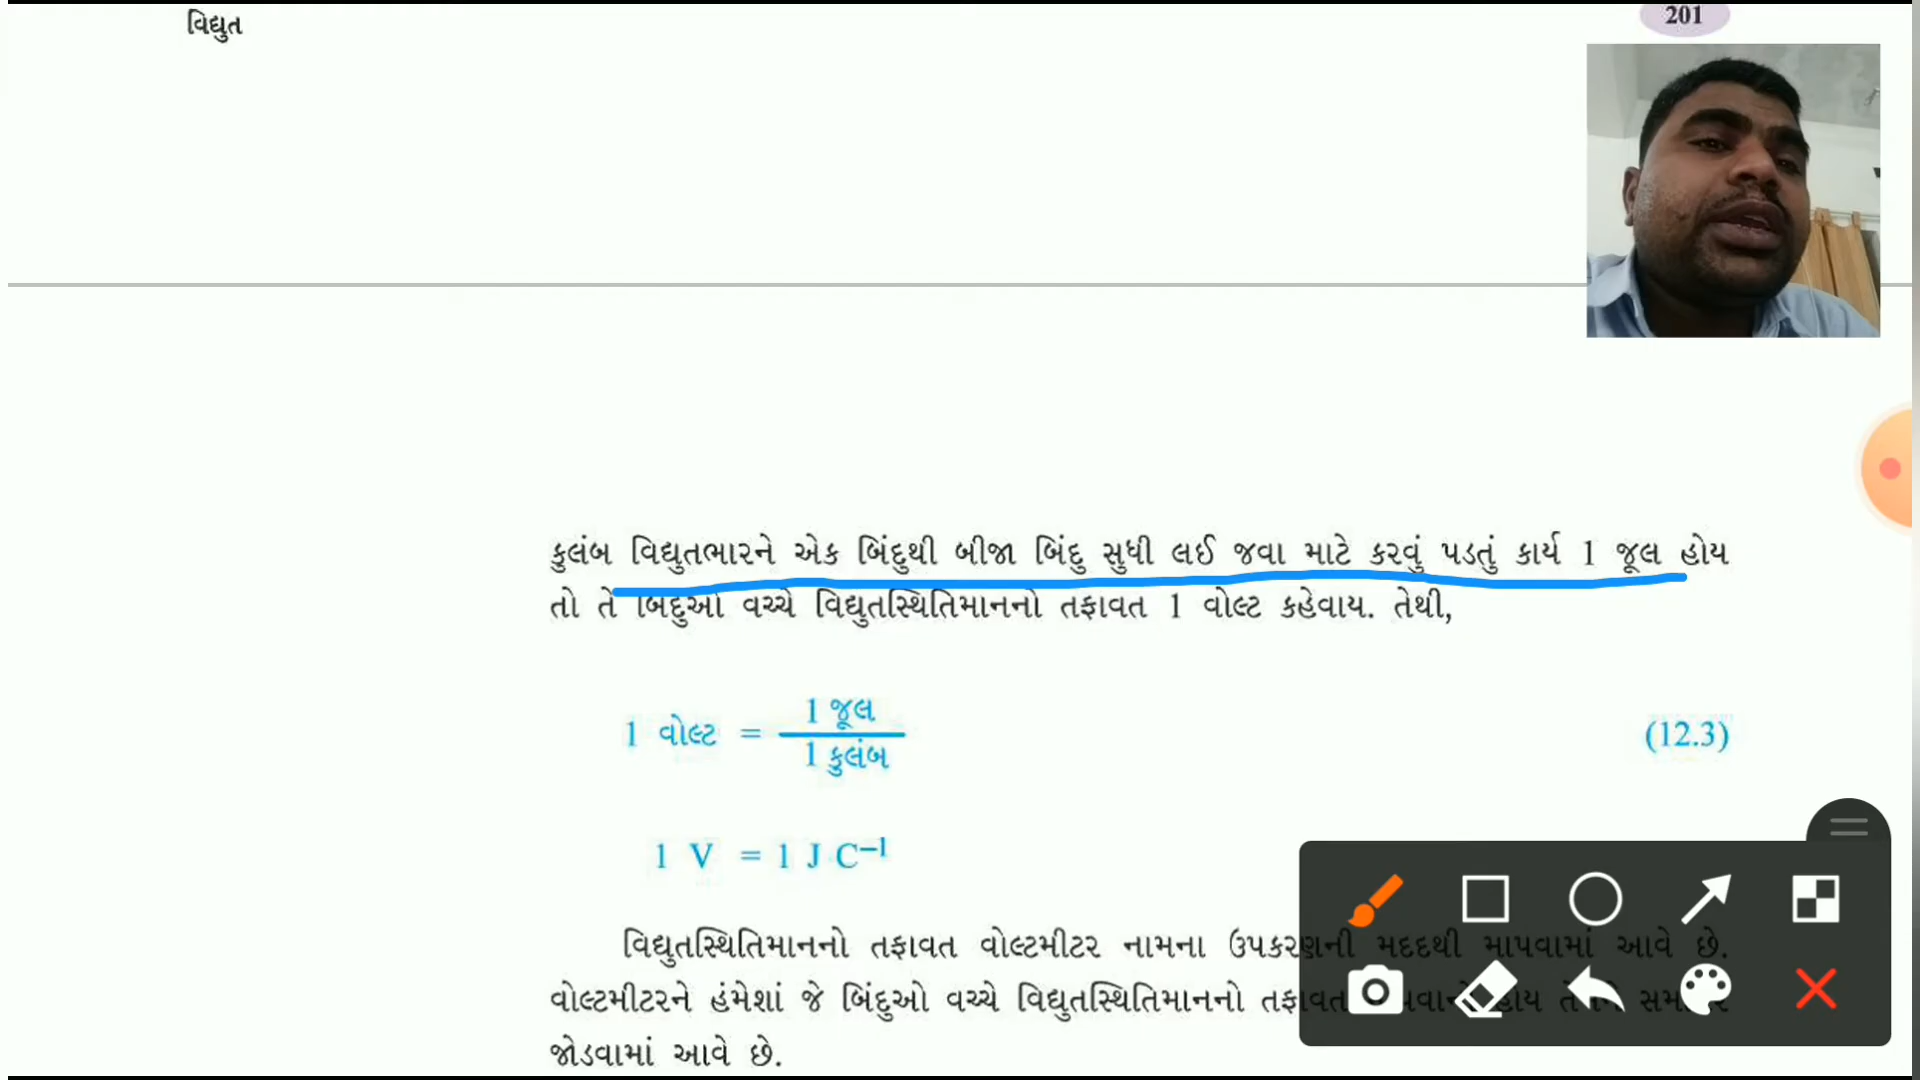 વિદ્યુત
201
કુલંબ વિદ્યુતભારને એક બિંદુથી બીજા બિંદુ સુધી લઈ જવા માટે કરવું પડતું કાર્ય 1 જૂલ હોય
તો તે બિંદુઓ વચ્ચે વિદ્યુતસ્થિતિમાનનો તફાવત 1 વોલ્ટ કહેવાય. તેથી,
1 વોલ્ટ = 1 જૂલ / 1 કુલંબ (12.3)
1 V = 1 J C⁻¹
વિદ્યુતસ્થિતિમાનનો તફાવત વોલ્ટમીટર નામના ઉપકરણની મદદથી માપવામાં આવે છે.
વોલ્ટમીટરને હંમેશાં જે બિંદુઓ વચ્ચે વિદ્યુતસ્થિતિમાનનો તફાવત હોય
જોડવામાં આવે છે.